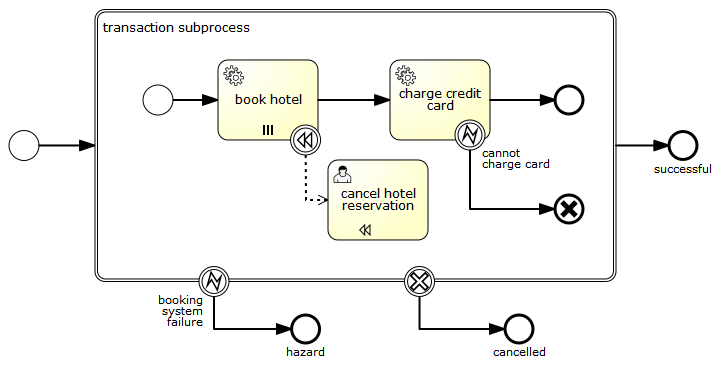 transaction subprocess
book hotel
charge credit
card
cannot
charge card
cancel hotel
reservation
successful
booking
system
failure
hazard
cancelled